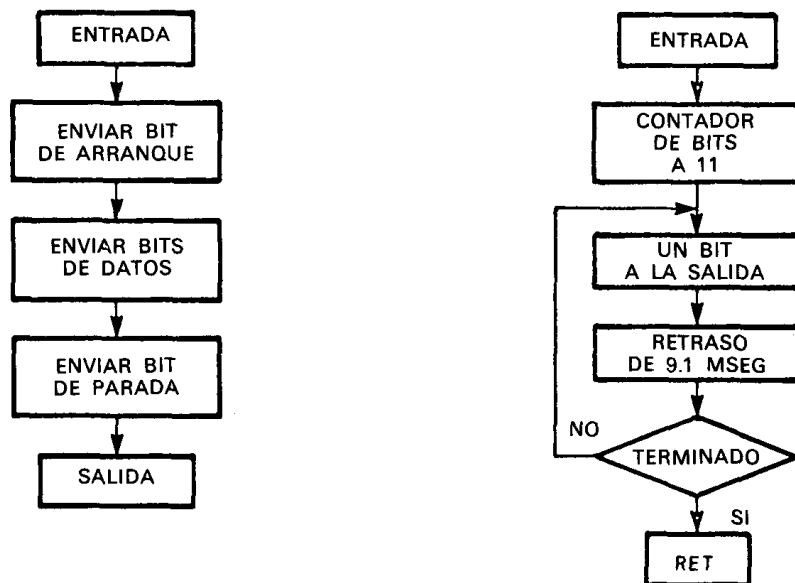 ENTRADA
ENVIAR BIT
DE ARRANQUE
ENVIAR BITS
DE DATOS
ENVIAR BIT
DE PARADA
SALIDA
ENTRADA
CONTADOR
DE BITS
A 11
UN BIT
A LA SALIDA
RETRASO
DE 9.1 MSEG
NO
TERMINADO
SI
RET